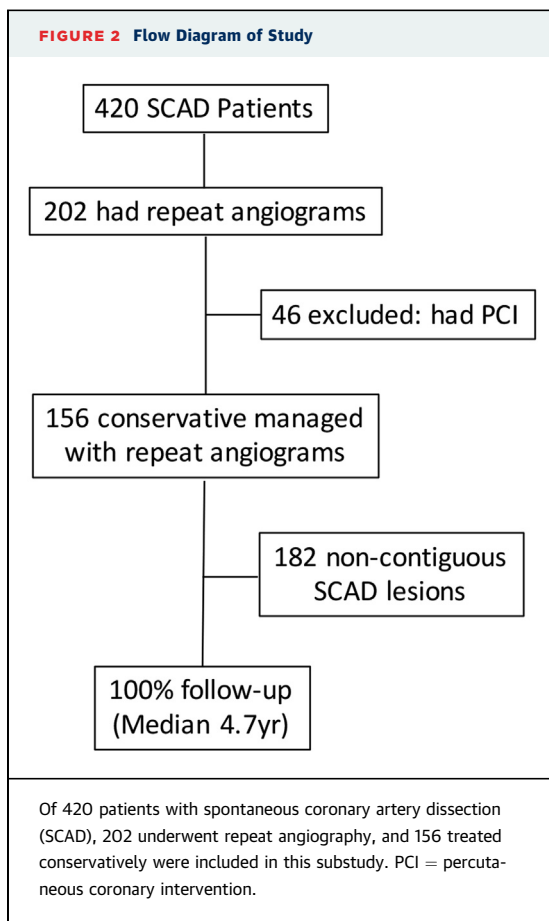 FIGURE 2 Flow Diagram of Study
420 SCAD Patients
202 had repeat angiograms
46 excluded: had PCI
156 conservative managed
with repeat angiograms
182 non-contiguous
SCAD lesions
100% follow-up
(Median 4.7yr)
Of 420 patients with spontaneous coronary artery dissection
(SCAD), 202 underwent repeat angiography, and 156 treated
conservatively were included in this substudy. PCI = percuta-
neous coronary intervention.